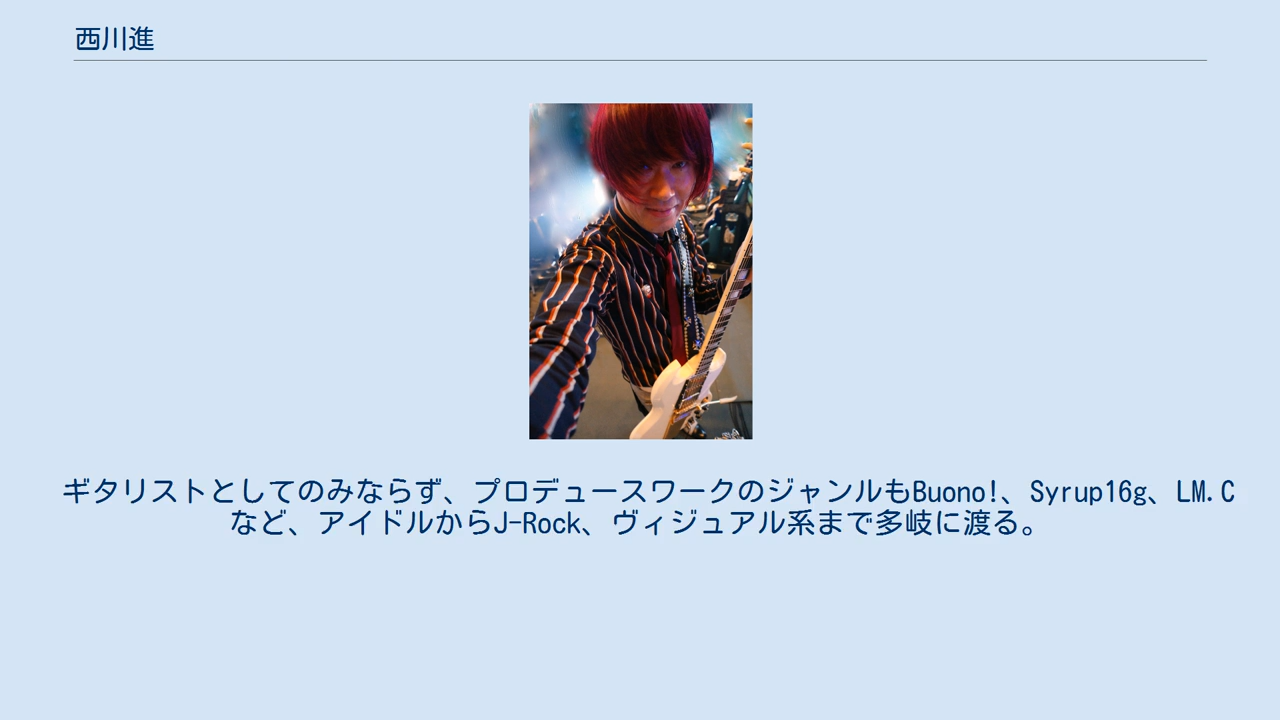 西川進
ギタリストとしてのみならず、プロデュースワークのジャンルもBuono!、Syrup16g、LM.C
など、アイドルからJ-Rock、ヴィジュアル系まで多岐に渡る。